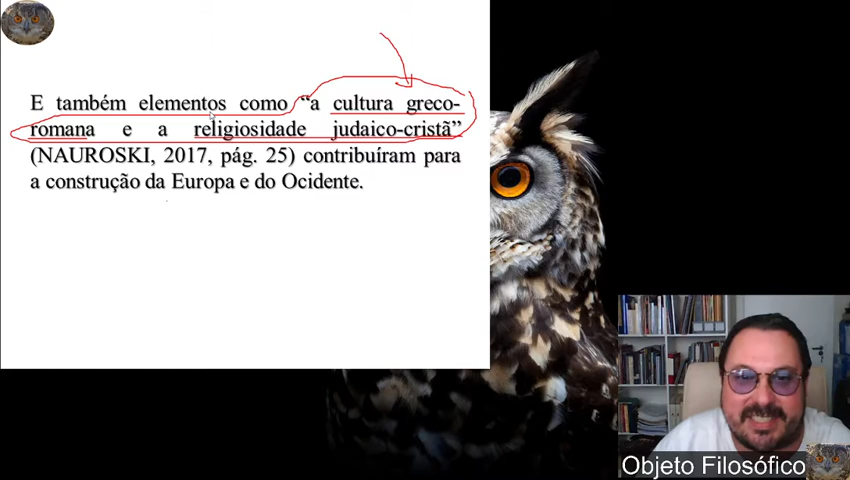 E também elementos como “a cultura greco-
romana e a religiosidade judaico-cristã”
(NAUROSKI, 2017, pág. 25) contribuíram para
a construção da Europa e do Ocidente.
Objeto Filosófico